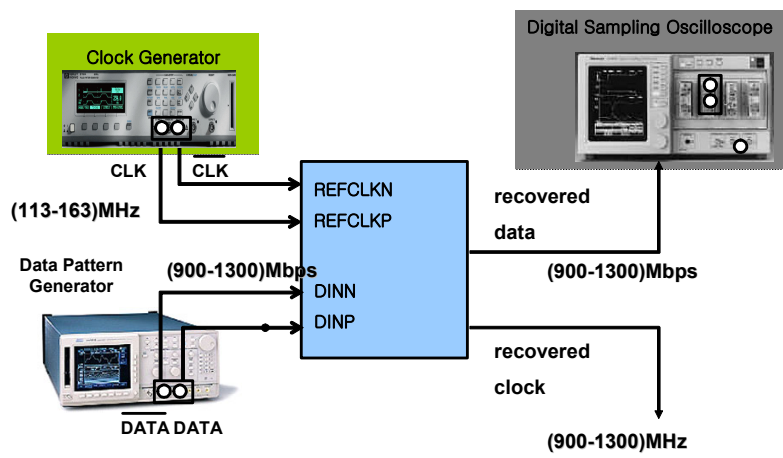 Digital Sampling Oscilloscope
Clock Generator
CLK
CLK
(113-163)MHz
REFCLKN
REFCLKP
recovered
data
(900-1300)Mbps
Data Pattern
Generator
(900-1300)Mbps
DINN
DINP
recovered
clock
DATA DATA
(900-1300)MHz